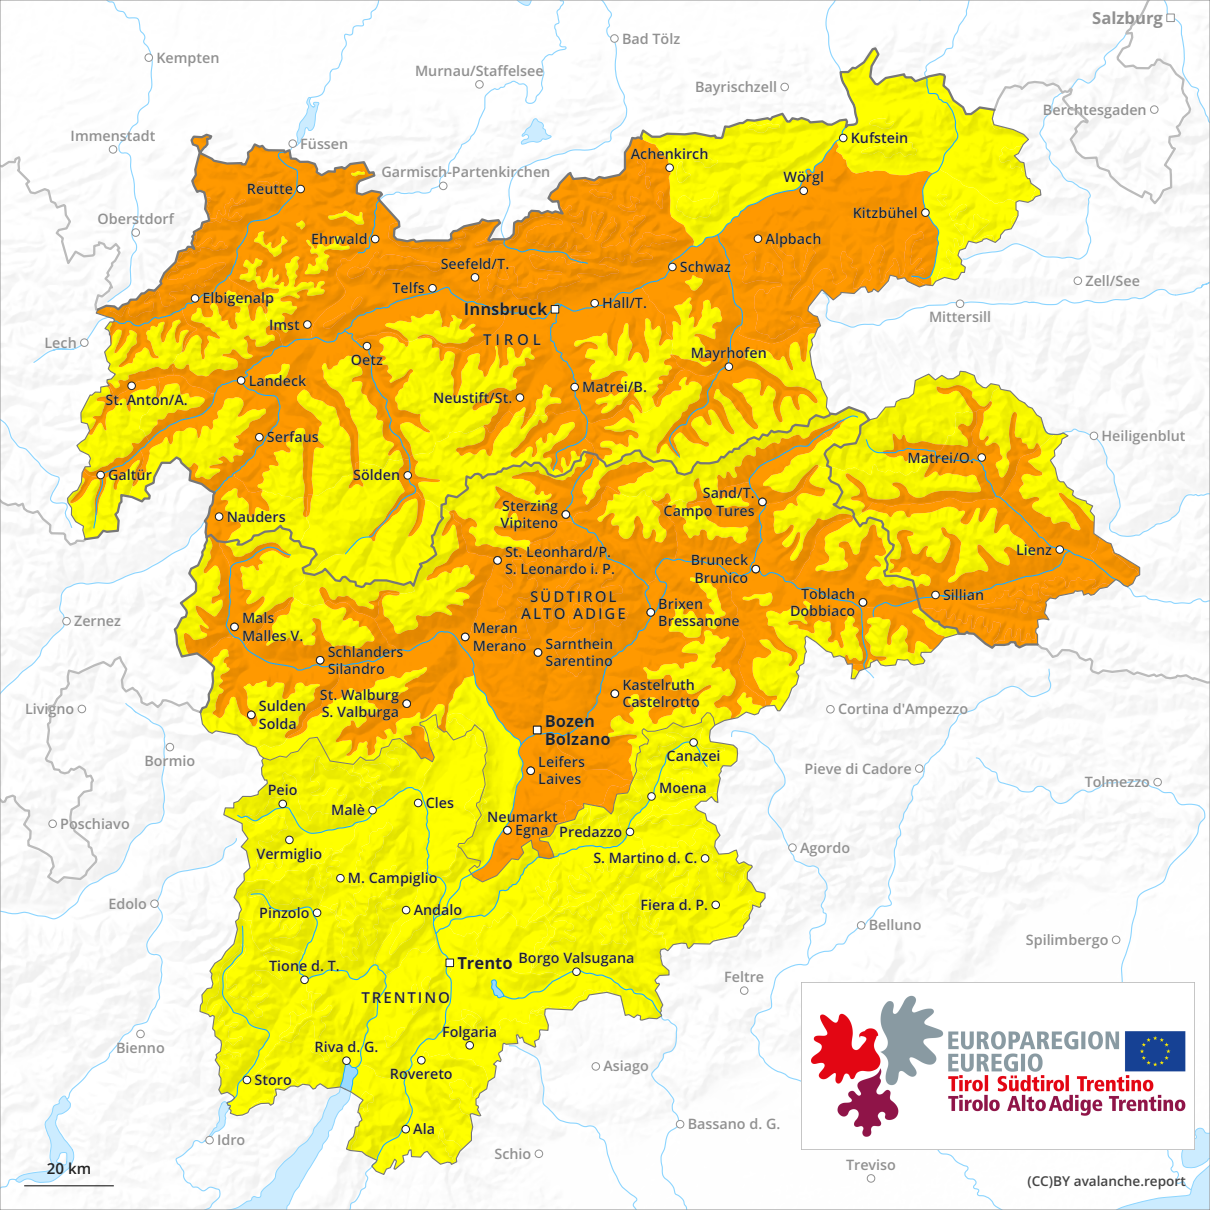 Salzburg
Bad Tölz
Kempten
Murnau/Staffelsee
Bayrischzell
Berchtesgaden
Immenstadt
Füssen
Kufstein
Achenkirch
Garmisch-Partenkirchen
Wörgl
Reutte
Oberstdorf
Kitzbühel
Ehrwald
Alpbach
Seefeld/T.
Schwaz
Telfs
Zell/See
Elbigenalp
Hall/T.
Innsbruck
Mittersill
Imst
Lech
TIROL
Oetz
Mayrhofen
Landeck
St. Anton/A.
Neustift/St.
Matrei/B.
Serfaus
Heiligenblut
Matrei/O.
Galtür
Sölden
Sand/T.
Campo Tures
Sterzing
Vipiteno
Nauders
St. Leonhard/P.
S. Leonardo i. P.
Lienz
Bruneck
Brunico
SÜDTIROL
ALTO ADIGE
Toblach
Dobbiaco
Sillian
Brixen
Bressanone
Zernez
Mals
Malles V.
Meran
Merano
Sarnthein
Sarentino
Schlanders
Silandro
Kastelruth
Castelrotto
St. Walburg
S. Valburga
Livigno
Sulden
Solda
Cortina d'Ampezzo
Bozen
Bolzano
Bormio
Canazei
Leifers
Laives
Pieve di Cadore
Tolmezzo
Peio
Moena
Malè
Cles
Neumarkt
Egna
Poschiavo
Predazzo
Vermiglio
Agordo
S. Martino d. C.
M. Campiglio
Edolo
Pinzolo
Andalo
Fiera d. P.
Belluno
Spilimbergo
Trento
Borgo Valsugana
Tione d. T.
Feltre
TRENTINO
Folgaria
Bienno
Riva d. G.
Rovereto
Asiago
Storo
EUROPAREGION
EUREGIO
Tirol Südtirol Trentino
Tirolo Alto Adige Trentino
Ala
Bassano d. G.
Idro
Schio
Treviso
20 km
(CC)BY avalanche.report